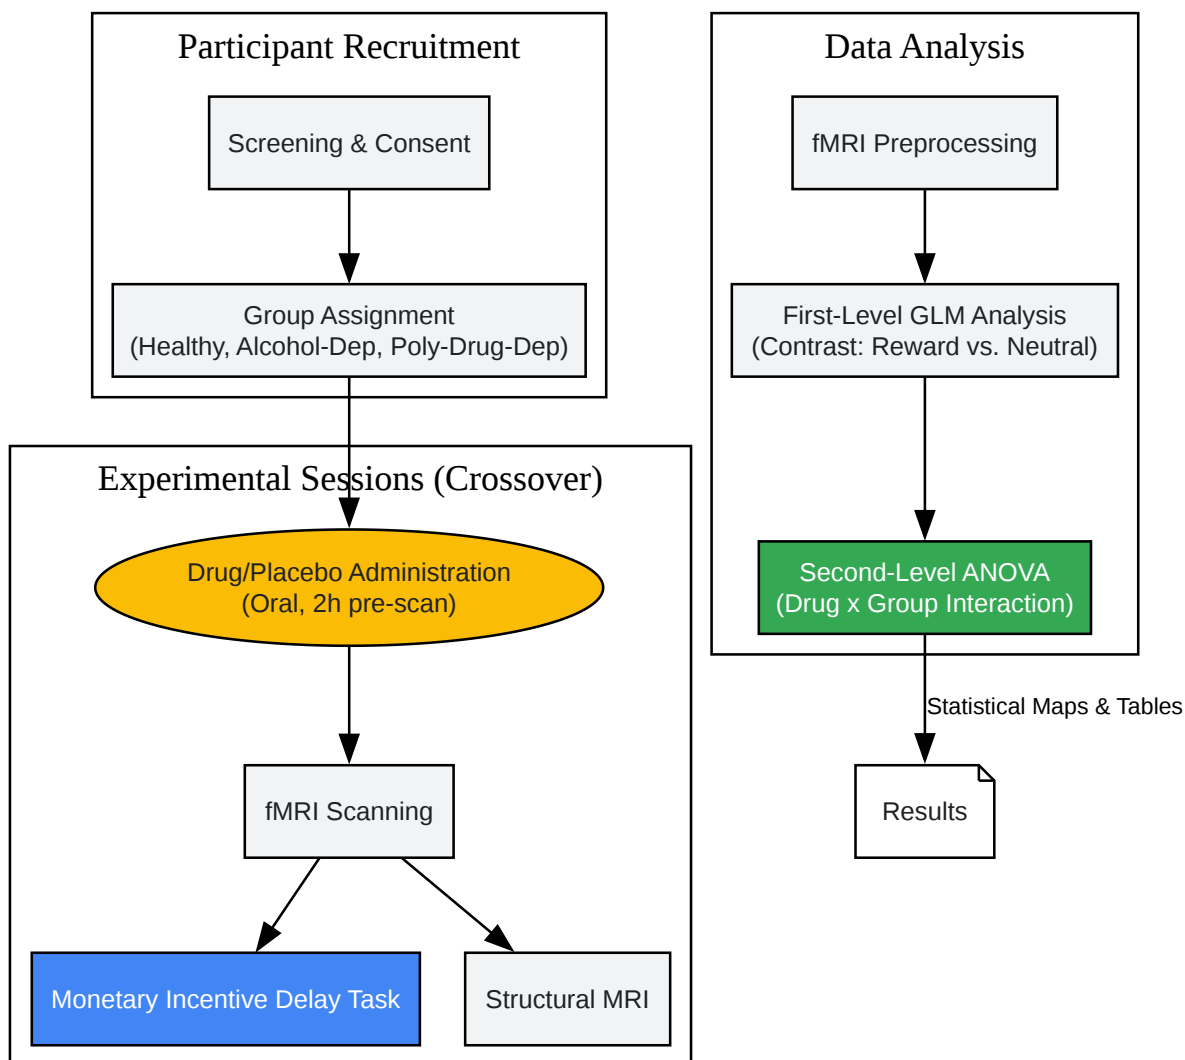 Participant Recruitment
Screening & Consent
Group Assignment
(Healthy, Alcohol-Dep, Poly-Drug-Dep)
Experimental Sessions (Crossover)
Drug/Placebo Administration
(Oral, 2h pre-scan)
fMRI Scanning
Monetary Incentive Delay Task
Structural MRI
Data Analysis
fMRI Preprocessing
First-Level GLM Analysis
(Contrast: Reward vs. Neutral)
Second-Level ANOVA
(Drug x Group Interaction)
Statistical Maps & Tables
Results